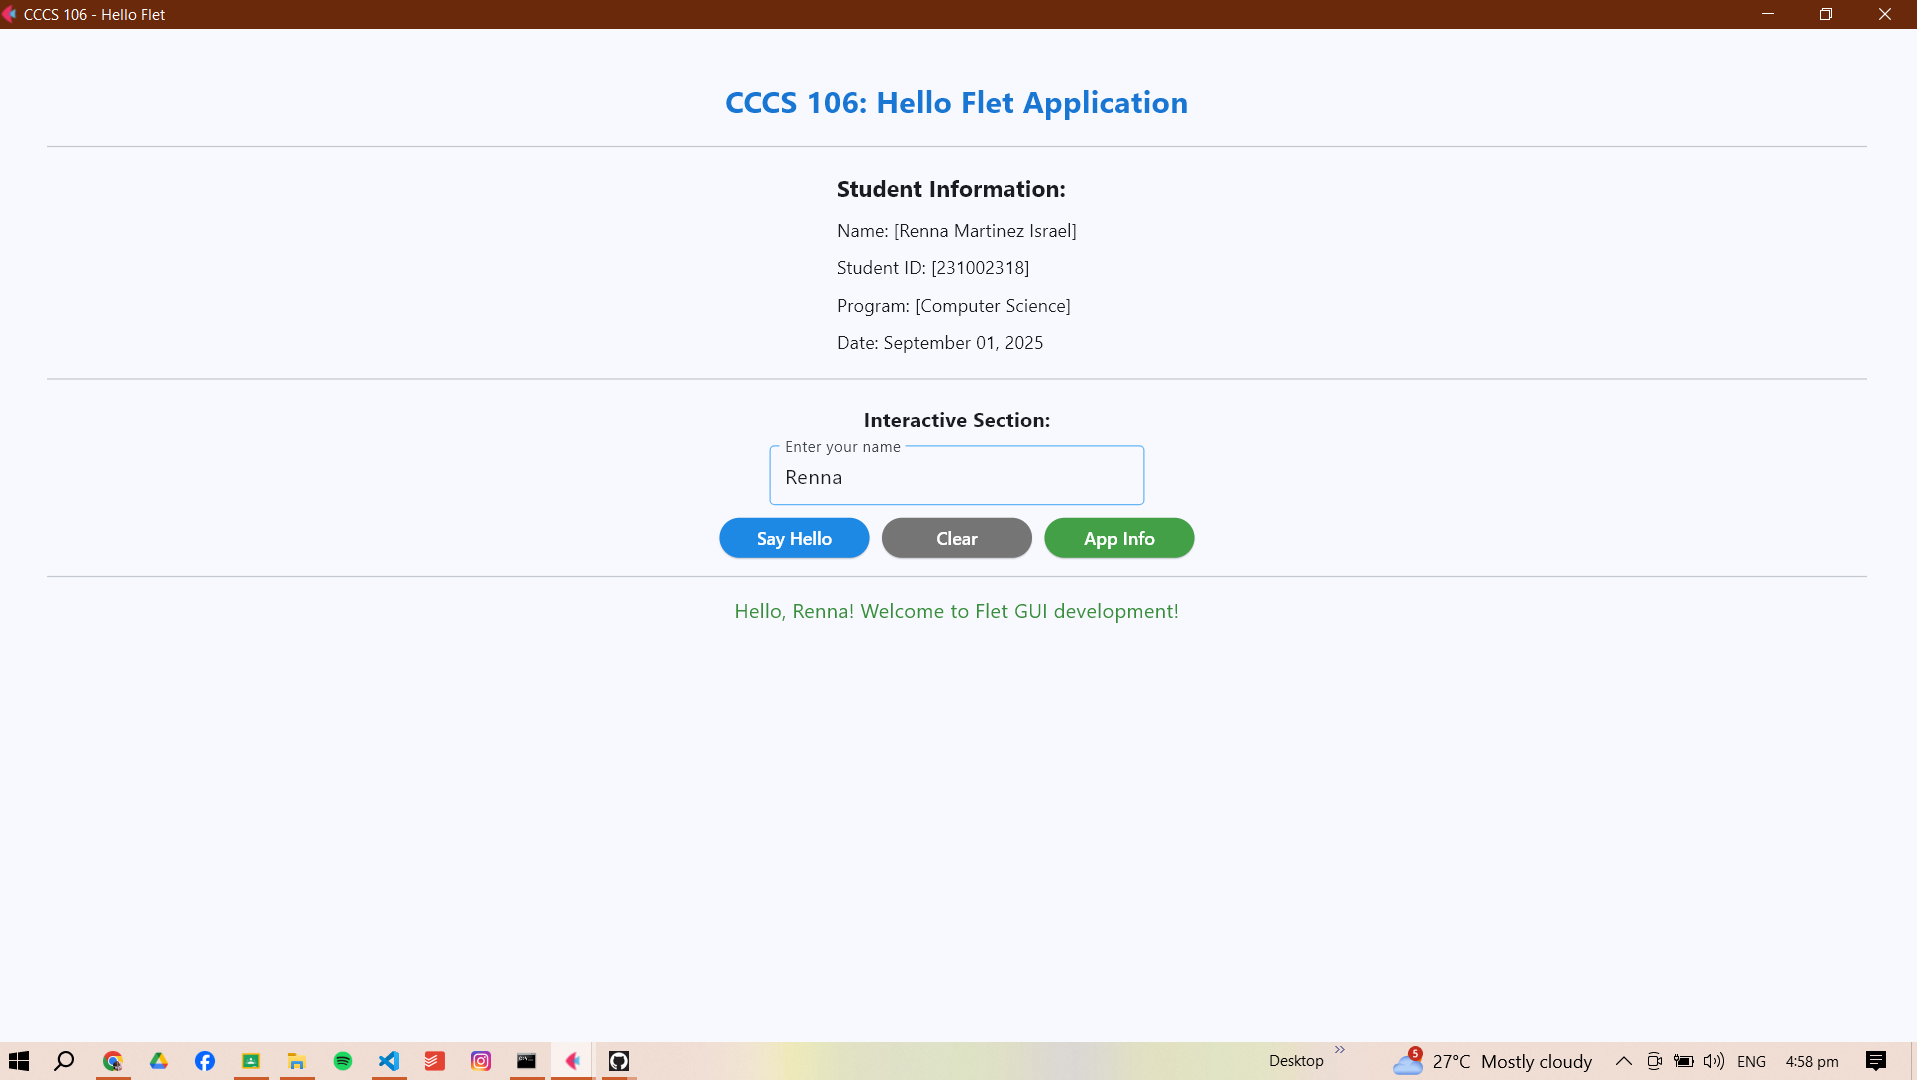 CCCS 106 - Hello Flet
CCCS 106: Hello Flet Application
Student Information:
Name: [Renna Martinez Israel]
Student ID: [231002318]
Program: [Computer Science]
Date: September 01, 2025
Interactive Section:
Enter your name
Renna
Say Hello Clear App Info
Hello, Renna! Welcome to Flet GUI development!
Desktop » 5 27°C Mostly cloudy ENG 4:58 pm